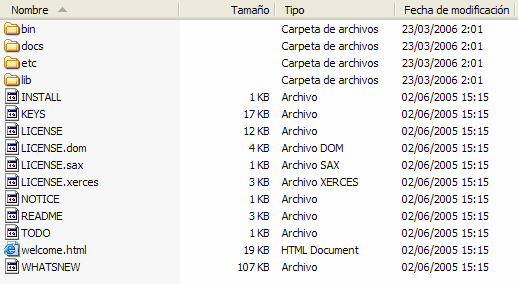 Nombre Tamaño Tipo Fecha de modificación
bin Carpeta de archivos 23/03/2006 2:01
docs Carpeta de archivos 23/03/2006 2:01
etc Carpeta de archivos 23/03/2006 2:01
lib Carpeta de archivos 23/03/2006 2:01
INSTALL 1 KB Archivo 02/06/2005 15:15
KEYS 17 KB Archivo 02/06/2005 15:15
LICENSE 12 KB Archivo 02/06/2005 15:15
LICENSE.dom 4 KB Archivo DOM 02/06/2005 15:15
LICENSE.sax 1 KB Archivo SAX 02/06/2005 15:15
LICENSE.xerces 3 KB Archivo XERCES 02/06/2005 15:15
NOTICE 1 KB Archivo 02/06/2005 15:15
README 3 KB Archivo 02/06/2005 15:15
TODO 1 KB Archivo 02/06/2005 15:15
welcome.html 19 KB HTML Document 02/06/2005 15:15
WHATSNEW 107 KB Archivo 02/06/2005 15:15